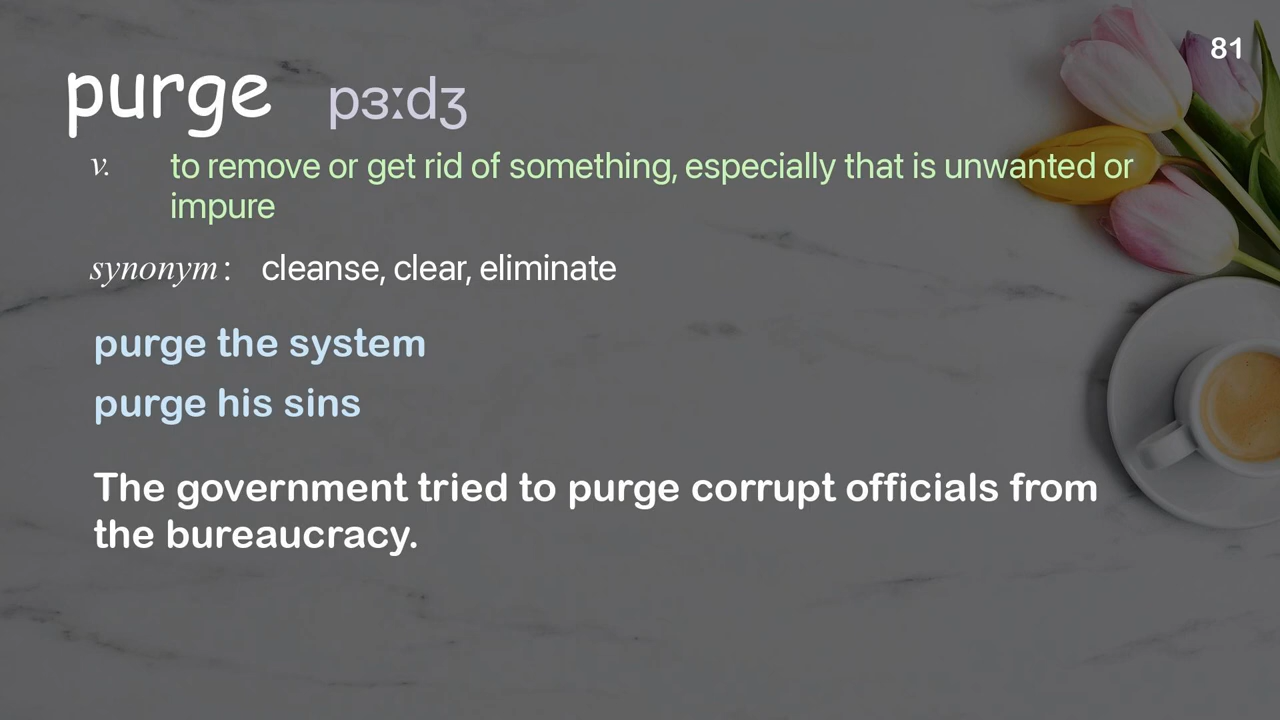 81
purge pɜːdʒ
v. to remove or get rid of something, especially that is unwanted or
impure
synonym : cleanse, clear, eliminate
purge the system
purge his sins
The government tried to purge corrupt officials from
the bureaucracy.